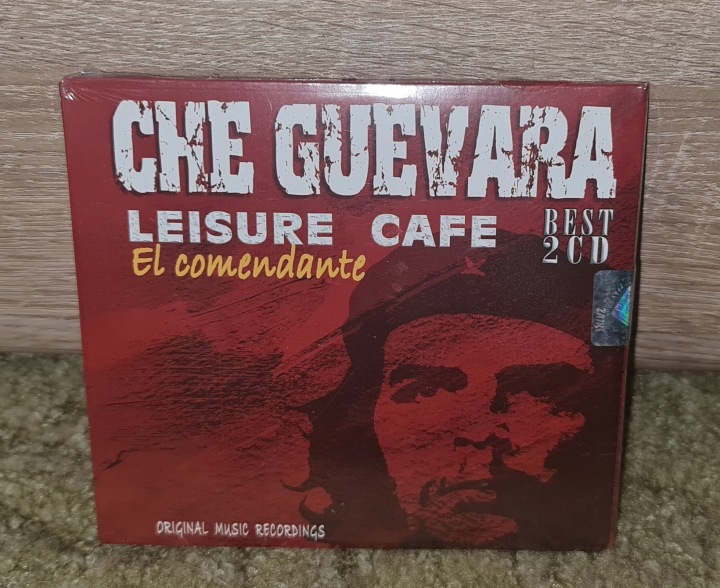 CHE GUEVARA
LEISURE CAFE
BEST
2CD
El comendante
ORIGINAL MUSIC RECORDINGS